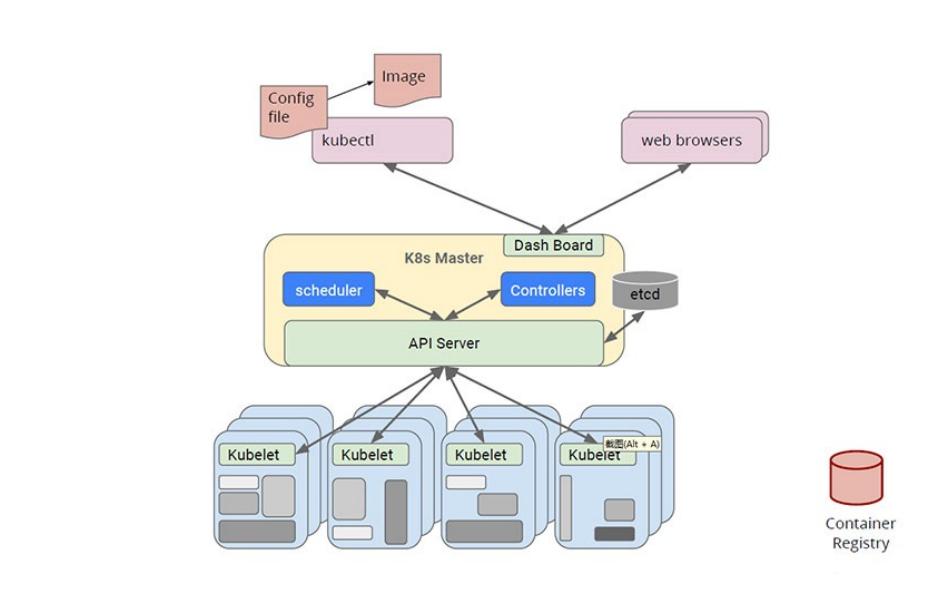 Image
Config
file
kubectl
web browsers
Dash Board
K8s Master
scheduler
Controllers
etcd
API Server
截图(Alt + A)
Kubelet
Kubelet
Kubelet
Kubelet
Container
Registry